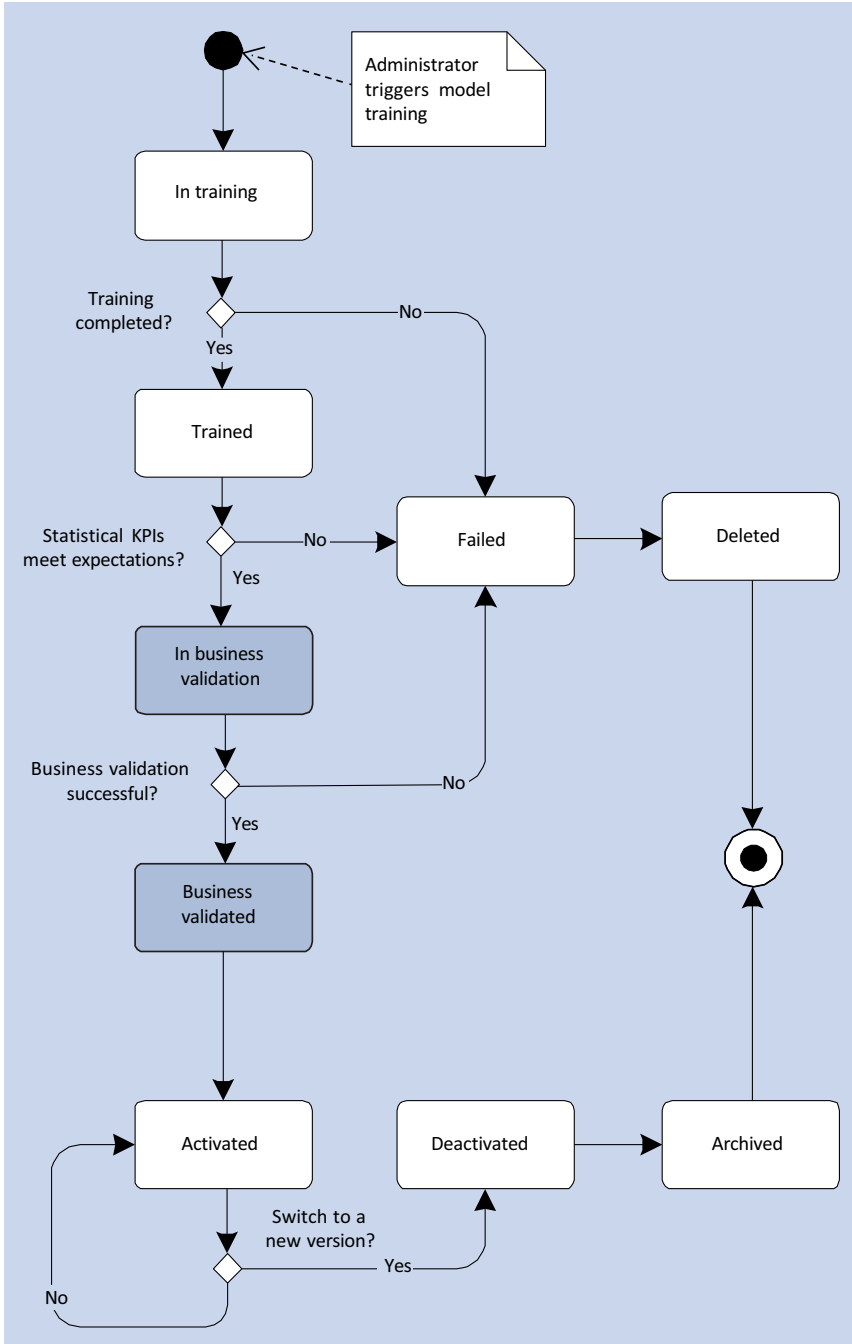 Administrator
triggers model
training
In training
Training
completed?
No
Yes
Trained
Statistical KPIs
meet expectations?
No
Yes
Failed
Deleted
In business
validation
Business validation
successful?
No
Yes
Business
validated
Activated
Deactivated
Archived
Switch to a
new version?
Yes
No